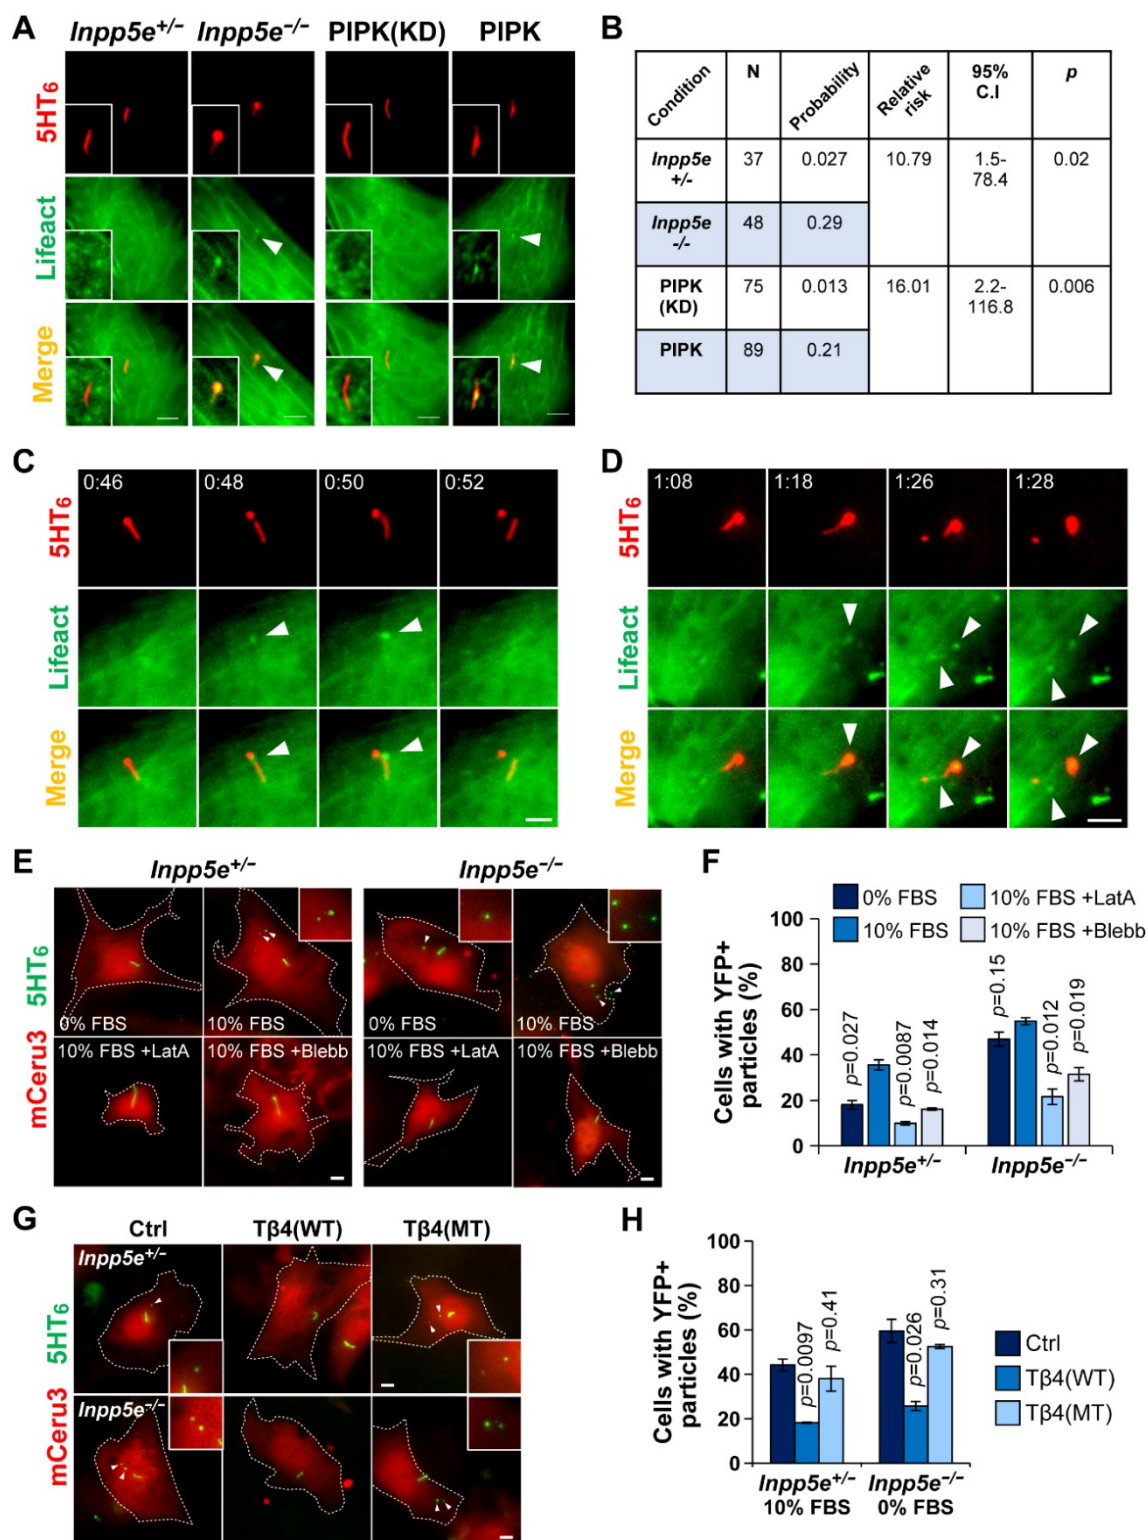 A
Inpp5e+/- Inpp5e−/− PIPK(KD) PIPK
5HT6
Lifeact
Merge
B
Condition N Probability Relative risk 95% C.I p
Inpp5e +/- 37 0.027 10.79 1.5-78.4 0.02
Inpp5e -/- 48 0.29
PIPK (KD) 75 0.013 16.01 2.2-116.8 0.006
PIPK 89 0.21
C
0:46 0:48 0:50 0:52
5HT6
Lifeact
Merge
D
1:08 1:18 1:26 1:28
5HT6
Lifeact
Merge
E
Inpp5e+/- Inpp5e−/−
5HT6
mCeru3
0% FBS 10% FBS 0% FBS 10% FBS
10% FBS +LatA 10% FBS +Blebb 10% FBS +LatA 10% FBS +Blebb
F
0% FBS 10% FBS +LatA
10% FBS 10% FBS +Blebb
Cells with YFP+
particles (%)
100
80
60
40
20
0
p=0.027 p=0.0087 p=0.014 p=0.15 p=0.012 p=0.019
Inpp5e+/- Inpp5e−/−
G
Ctrl Tβ4(WT) Tβ4(MT)
5HT6
mCeru3
Inpp5e+/-
Inpp5e−/−
H
Cells with YFP+
particles (%)
100
80
60
40
20
0
p=0.0097 p=0.41 p=0.026 p=0.31
Ctrl
Tβ4(WT)
Tβ4(MT)
Inpp5e+/- Inpp5e−/−
10% FBS 0% FBS